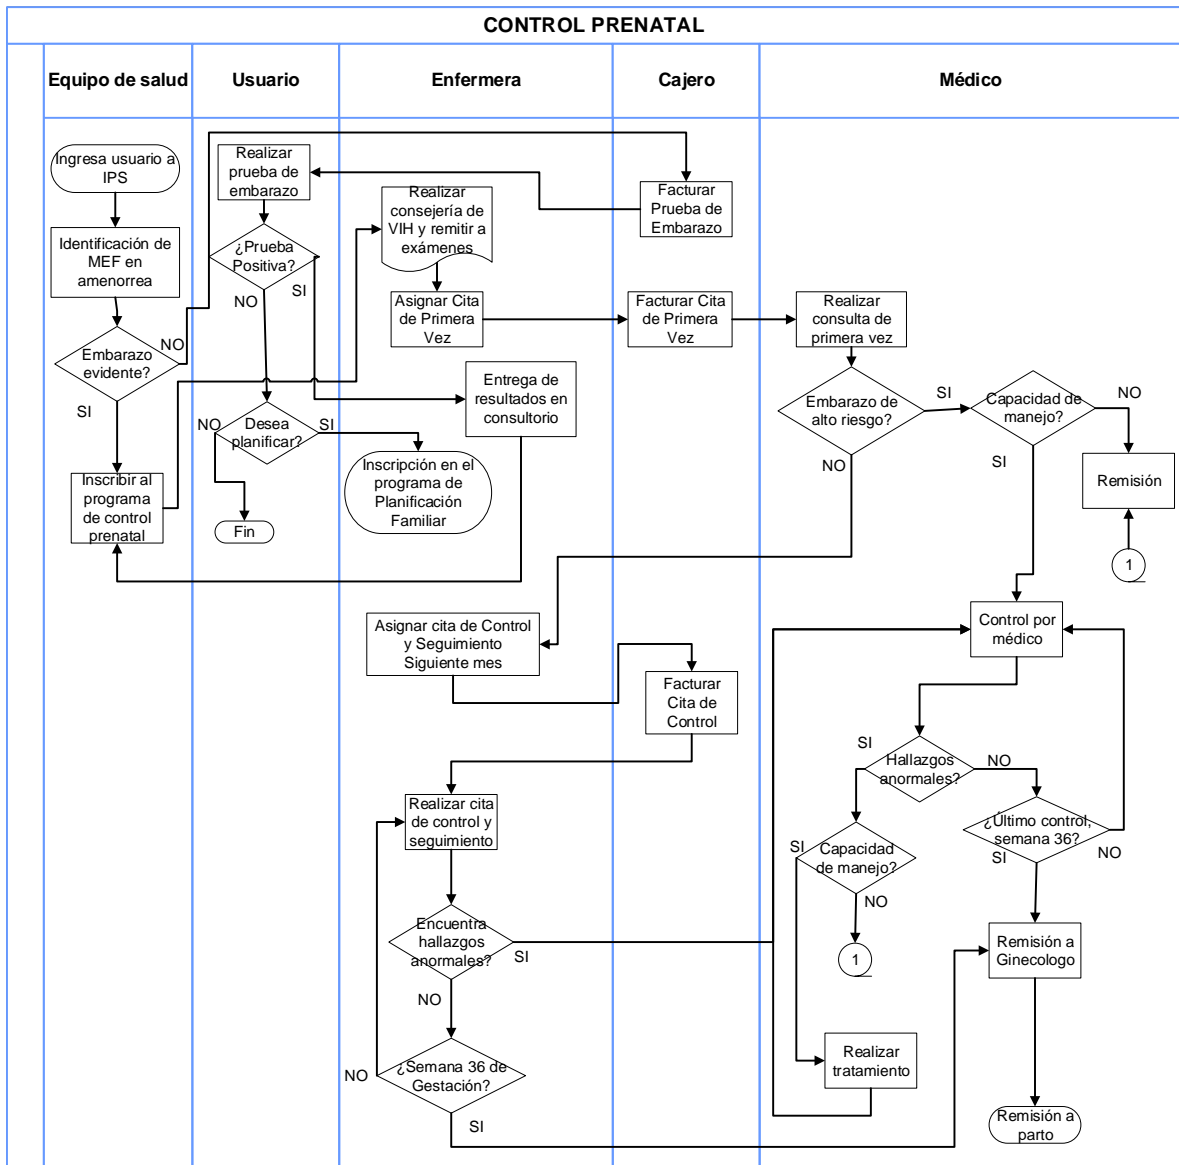 CONTROL PRENATAL
Equipo de salud
Usuario
Enfermera
Cajero
Médico
Ingresa usuario a
IPS
Identificación de
MEF en
amenorrea
Embarazo
evidente?
NO
SI
Inscribir al
programa
de control
prenatal
Realizar
prueba de
embarazo
¿Prueba
Positiva?
SI
NO
Desea
planificar?
NO
SI
Fin
Realizar
consejería de
VIH y remitir a
exámenes
Asignar Cita
de Primera
Vez
Entrega de
resultados en
consultorio
Inscripción en el
programa de
Planificación
Familiar
Asignar cita de Control
y Seguimiento
Siguiente mes
Realizar cita
de control y
seguimiento
Encuentra
hallazgos
anormales?
SI
NO
¿Semana 36 de
Gestación?
NO
SI
Facturar
Prueba de
Embarazo
Facturar Cita
de Primera
Vez
Facturar
Cita de
Control
Realizar
consulta de
primera vez
Embarazo de
alto riesgo?
SI
NO
Capacidad de
manejo?
NO
SI
Remisión
1
Control por
médico
Hallazgos
anormales?
SI
NO
¿Último control,
semana 36?
SI
NO
Capacidad
de manejo?
SI
NO
1
Remisión a
Ginecologo
Realizar
tratamiento
Remisión a
parto